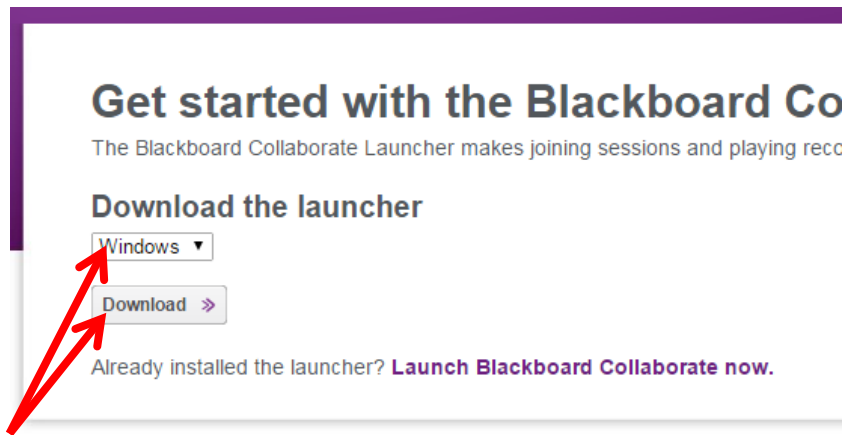 Get started with the Blackboard Co
The Blackboard Collaborate Launcher makes joining sessions and playing reco
Download the launcher
Windows
Download
Already installed the launcher? Launch Blackboard Collaborate now.